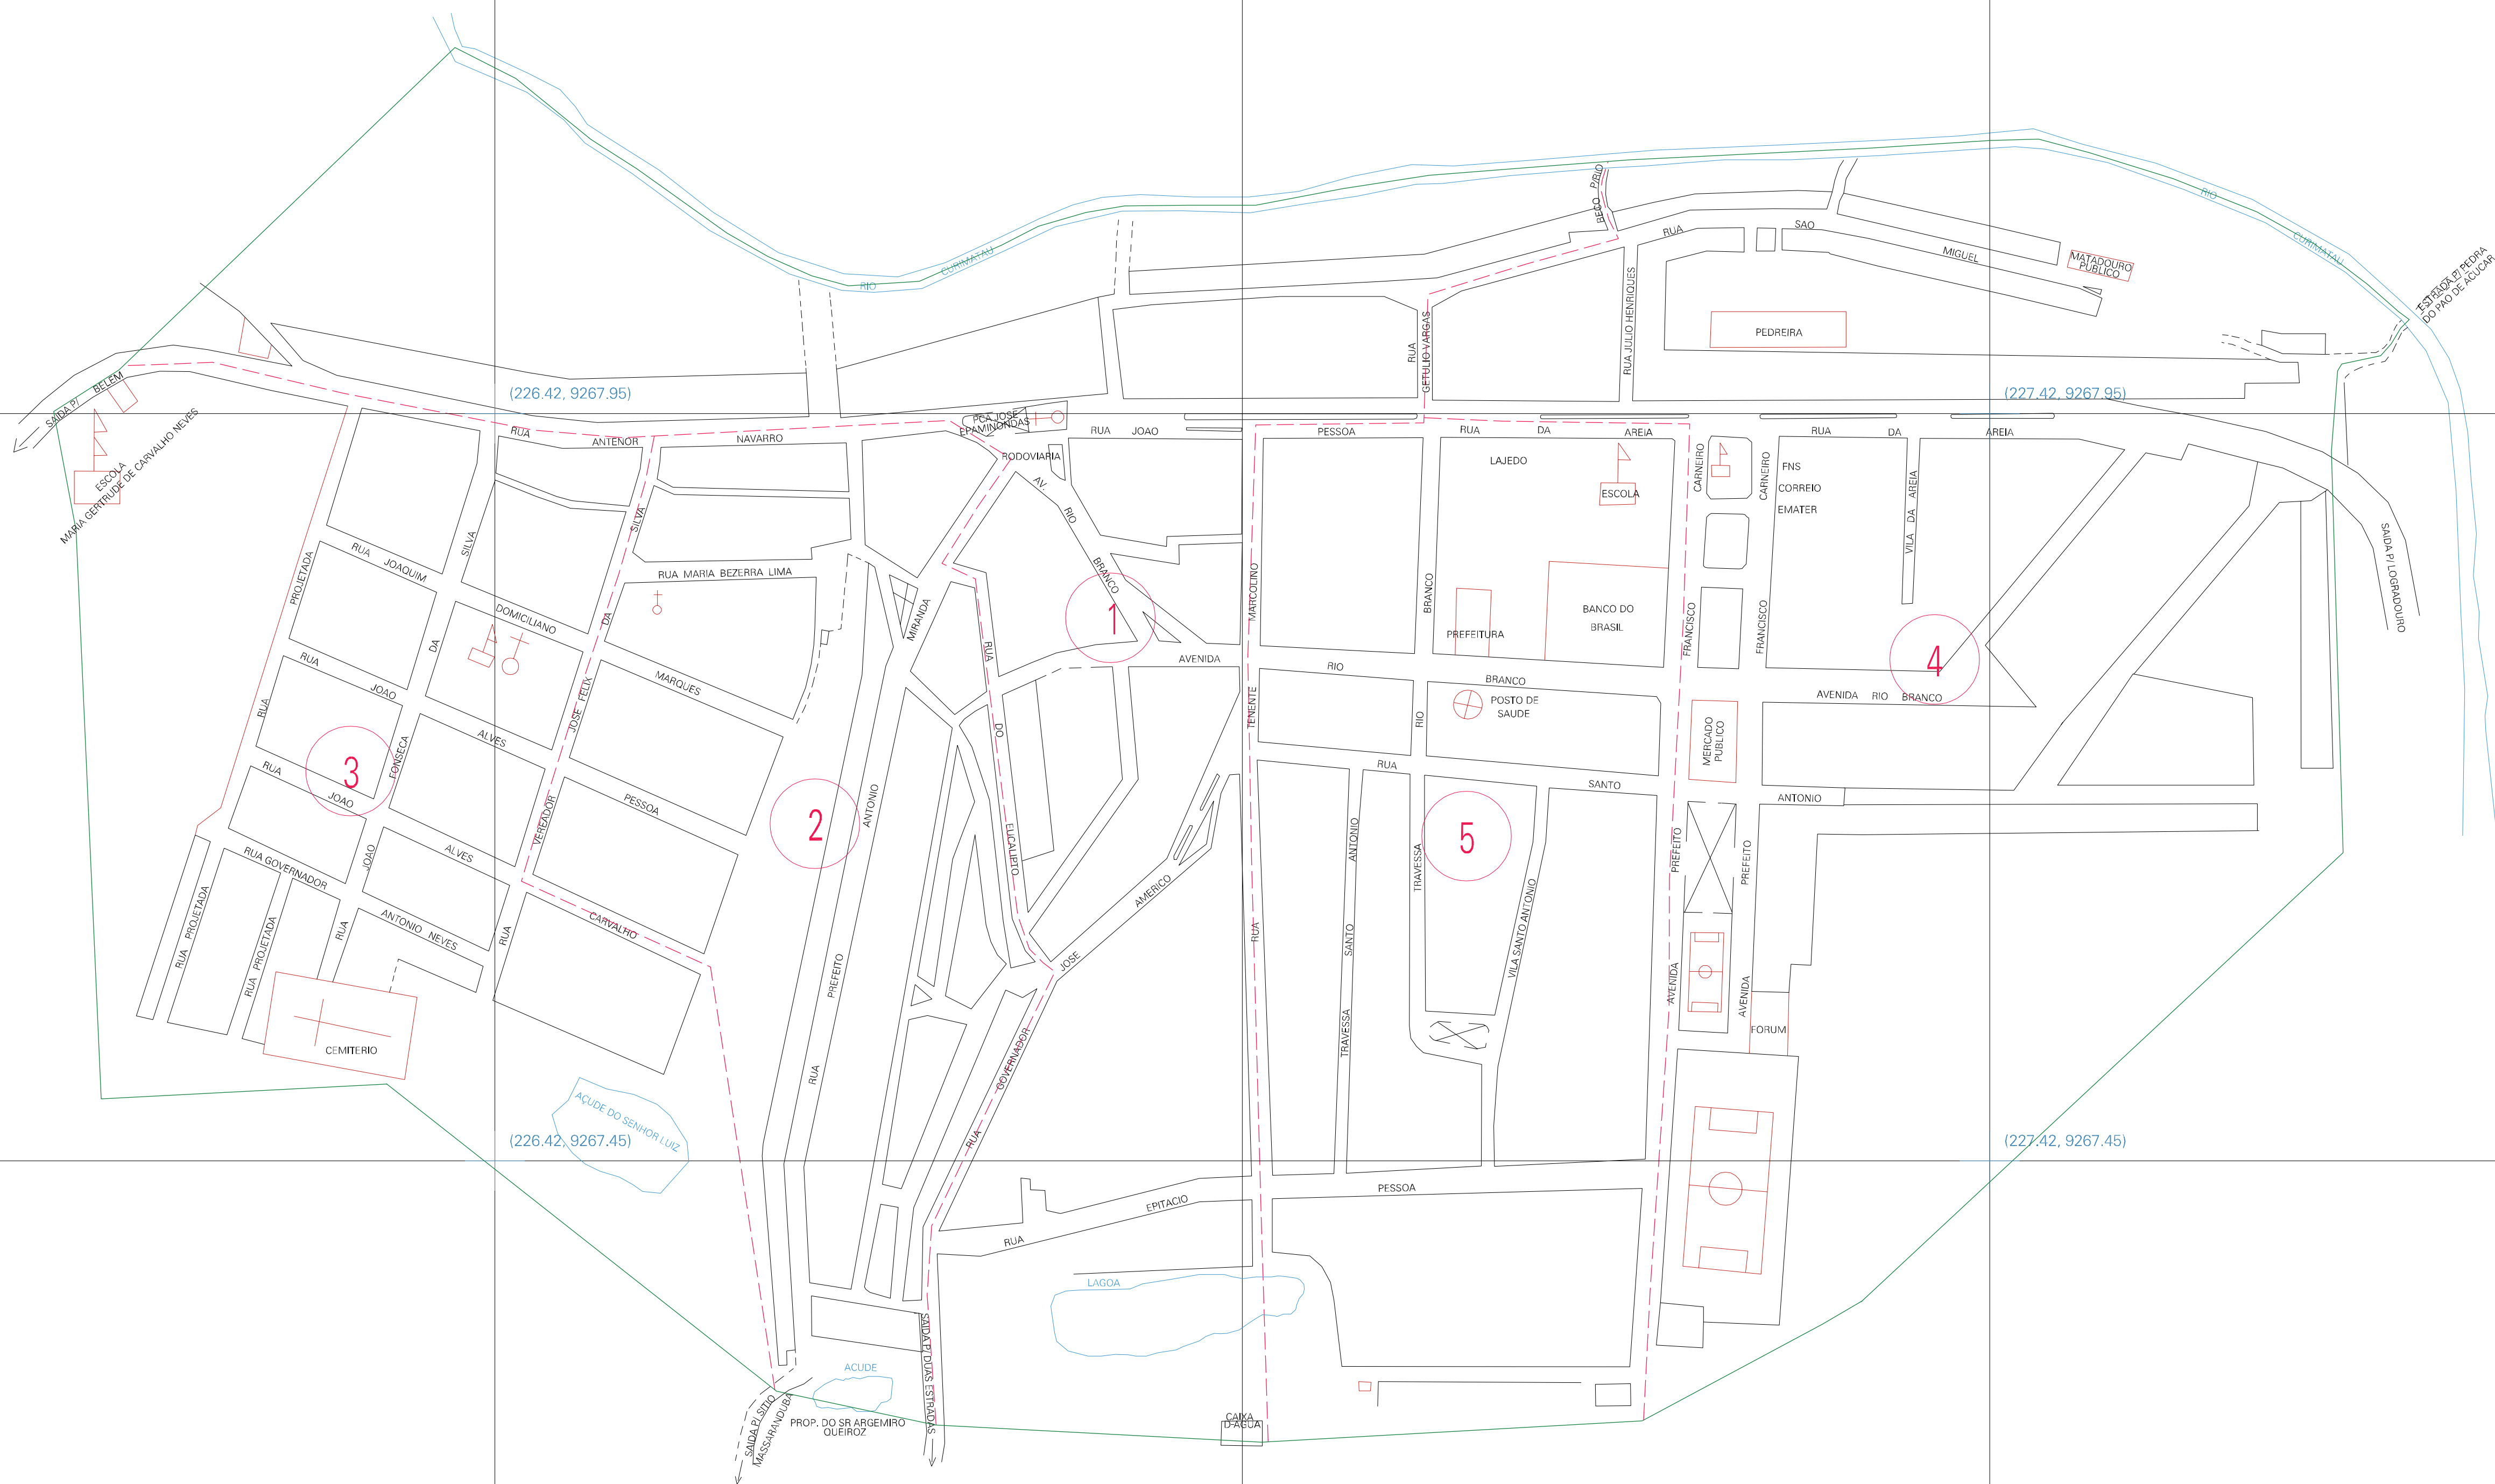 RIO
CURIMATAU
RIO
CURIMATAU
BECO P/RIO
RUA
SAO
MIGUEL
MATADOURO
PUBLICO
ESTRADA P/ PEDRA
DO PAO DE AÇUCAR
RUA JULIO HENRIQUES
PEDREIRA
RUA
GETULIO VARGAS
(226.42, 9267.95)
(227.42, 9267.95)
SAIDA P/
BELEM
ESCOLA
MARIA GERTRUDE DE CARVALHO NEVES
RUA
ANTENOR
NAVARRO
PCA JOSE
EPAMINONDAS
RODOVIARIA
RUA JOAO
PESSOA
RUA
DA
AREIA
RUA
DA
AREIA
LAJEDO
ESCOLA
CARNEIRO
CARNEIRO
FNS
CORREIO
EMATER
VILA DA AREIA
SAIDA P/ LOGRADOURO
AV.
RIO
BRANCO
AVENIDA
RIO
BRANCO
AVENIDA RIO BRANCO
PROJETADA
RUA
RUA
JOAQUIM
SILVA
DA
FONSECA
JOAO
RUA
SILVA
DA
JOSE FELIX
VEREADOR
RUA
DOMICILIANO
MARQUES
RUA MARIA BEZERRA LIMA
MIRANDA
ANTONIO
PREFEITO
RUA
RUA
DO
EUCALIPTO
1
MARCOLINO
TENENTE
RUA
BRANCO
RIO
PREFEITURA
BANCO DO
BRASIL
FRANCISCO
FRANCISCO
4
RUA
JOAO
ALVES
PESSOA
RUA
JOAO
ALVES
CARVALHO
3
2
5
POSTO DE
SAUDE
MERCADO
PUBLICO
RUA
SANTO
ANTONIO
RUA GOVERNADOR
ANTONIO NEVES
RUA PROJETADA
RUA PROJETADA
CEMITERIO
AMERICO
JOSE
GOVERNADOR
RUA
ANTONIO
SANTO
TRAVESSA
TRAVESSA
VILA SANTO ANTONIO
PREFEITO
AVENIDA
PREFEITO
AVENIDA
FORUM
AÇUDE DO SENHOR LUIZ
(226.42, 9267.45)
(227.42, 9267.45)
RUA
EPITACIO
PESSOA
LAGOA
SAIDA P/ DUAS ESTRADAS
ACUDE
SAIDA P/ SITIO
MASSARANDUBA
PROP. DO SR ARGEMIRO
QUEIROZ
CAIXA
D-AGUA